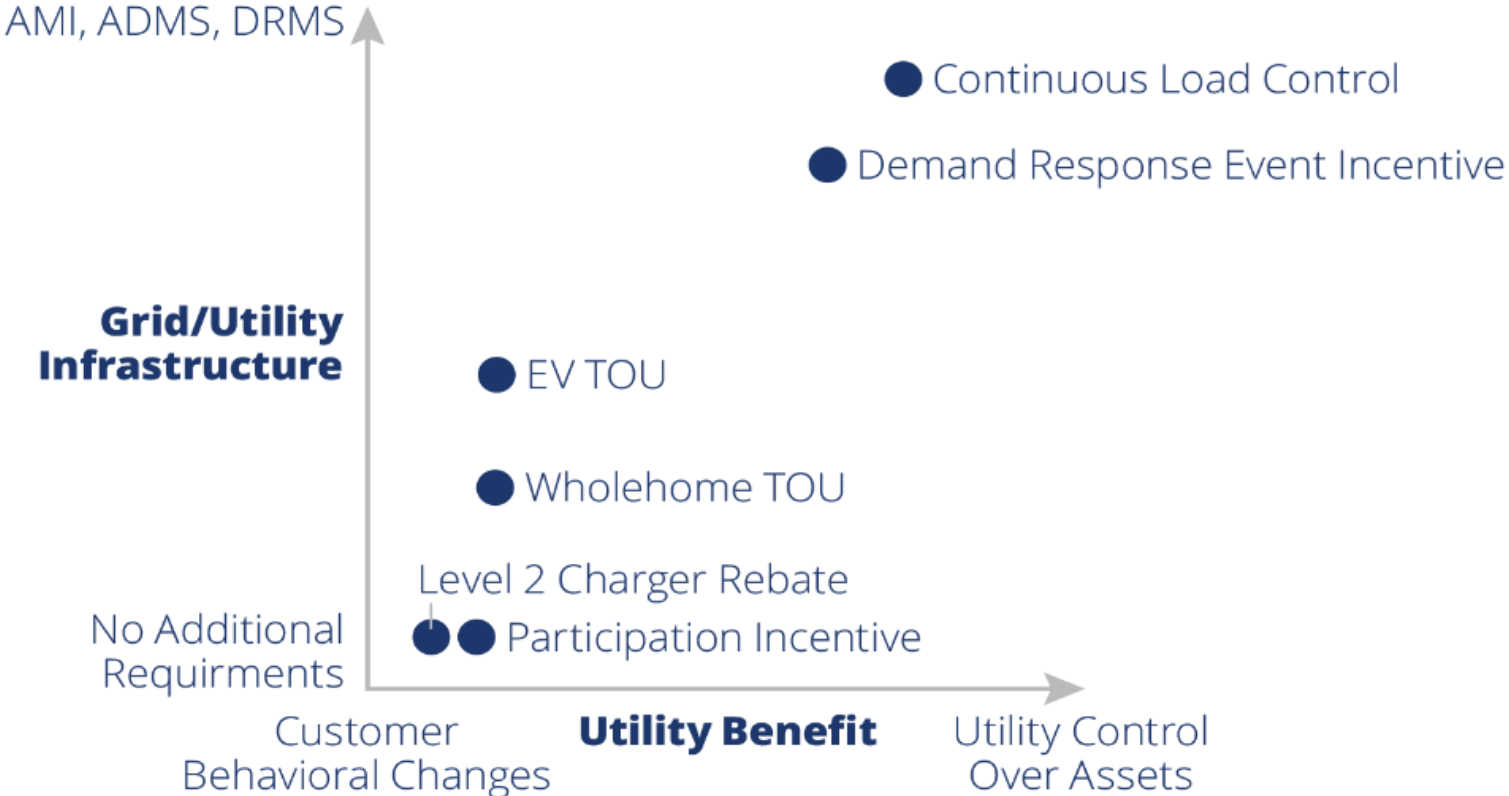 AMI, ADMS, DRMS
Continuous Load Control
Demand Response Event Incentive
Grid/Utility
Infrastructure
EV TOU
Wholehome TOU
Level 2 Charger Rebate
No Additional
Requirments
Participation Incentive
Customer
Behavioral Changes
Utility Benefit
Utility Control
Over Assets